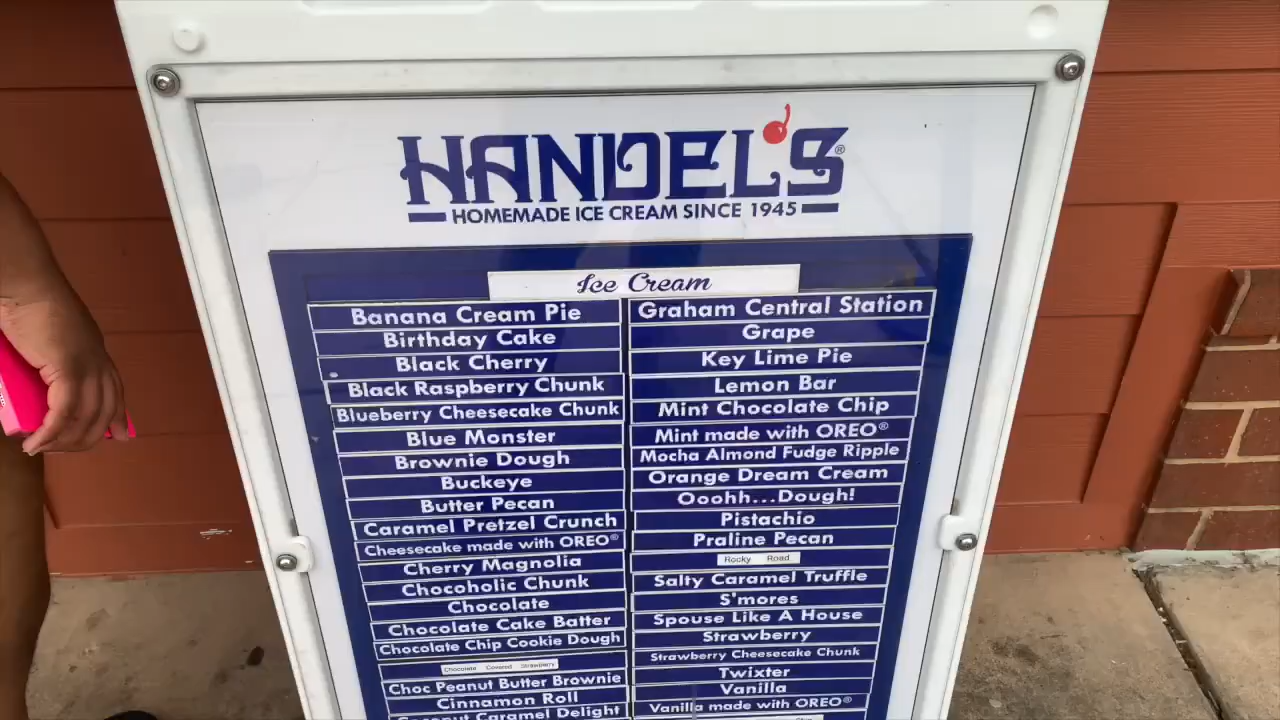 HANDEL'S®
HOMEMADE ICE CREAM SINCE 1945
Ice Cream
Banana Cream Pie
Birthday Cake
Black Cherry
Black Raspberry Chunk
Blueberry Cheesecake Chunk
Blue Monster
Brownie Dough
Buckeye
Butter Pecan
Caramel Pretzel Crunch
Cheesecake made with OREO®
Cherry Magnolia
Chocoholic Chunk
Chocolate
Chocolate Cake Batter
Chocolate Chip Cookie Dough
Chocolate Covered Strawberry
Choc Peanut Butter Brownie
Cinnamon Roll
Coconut Caramel Delight
Graham Central Station
Grape
Key Lime Pie
Lemon Bar
Mint Chocolate Chip
Mint made with OREO®
Mocha Almond Fudge Ripple
Orange Dream Cream
Ooohh...Dough!
Pistachio
Praline Pecan
Rocky Road
Salty Caramel Truffle
S'mores
Spouse Like A House
Strawberry
Strawberry Cheesecake Chunk
Twixter
Vanilla
Vanilla made with OREO®